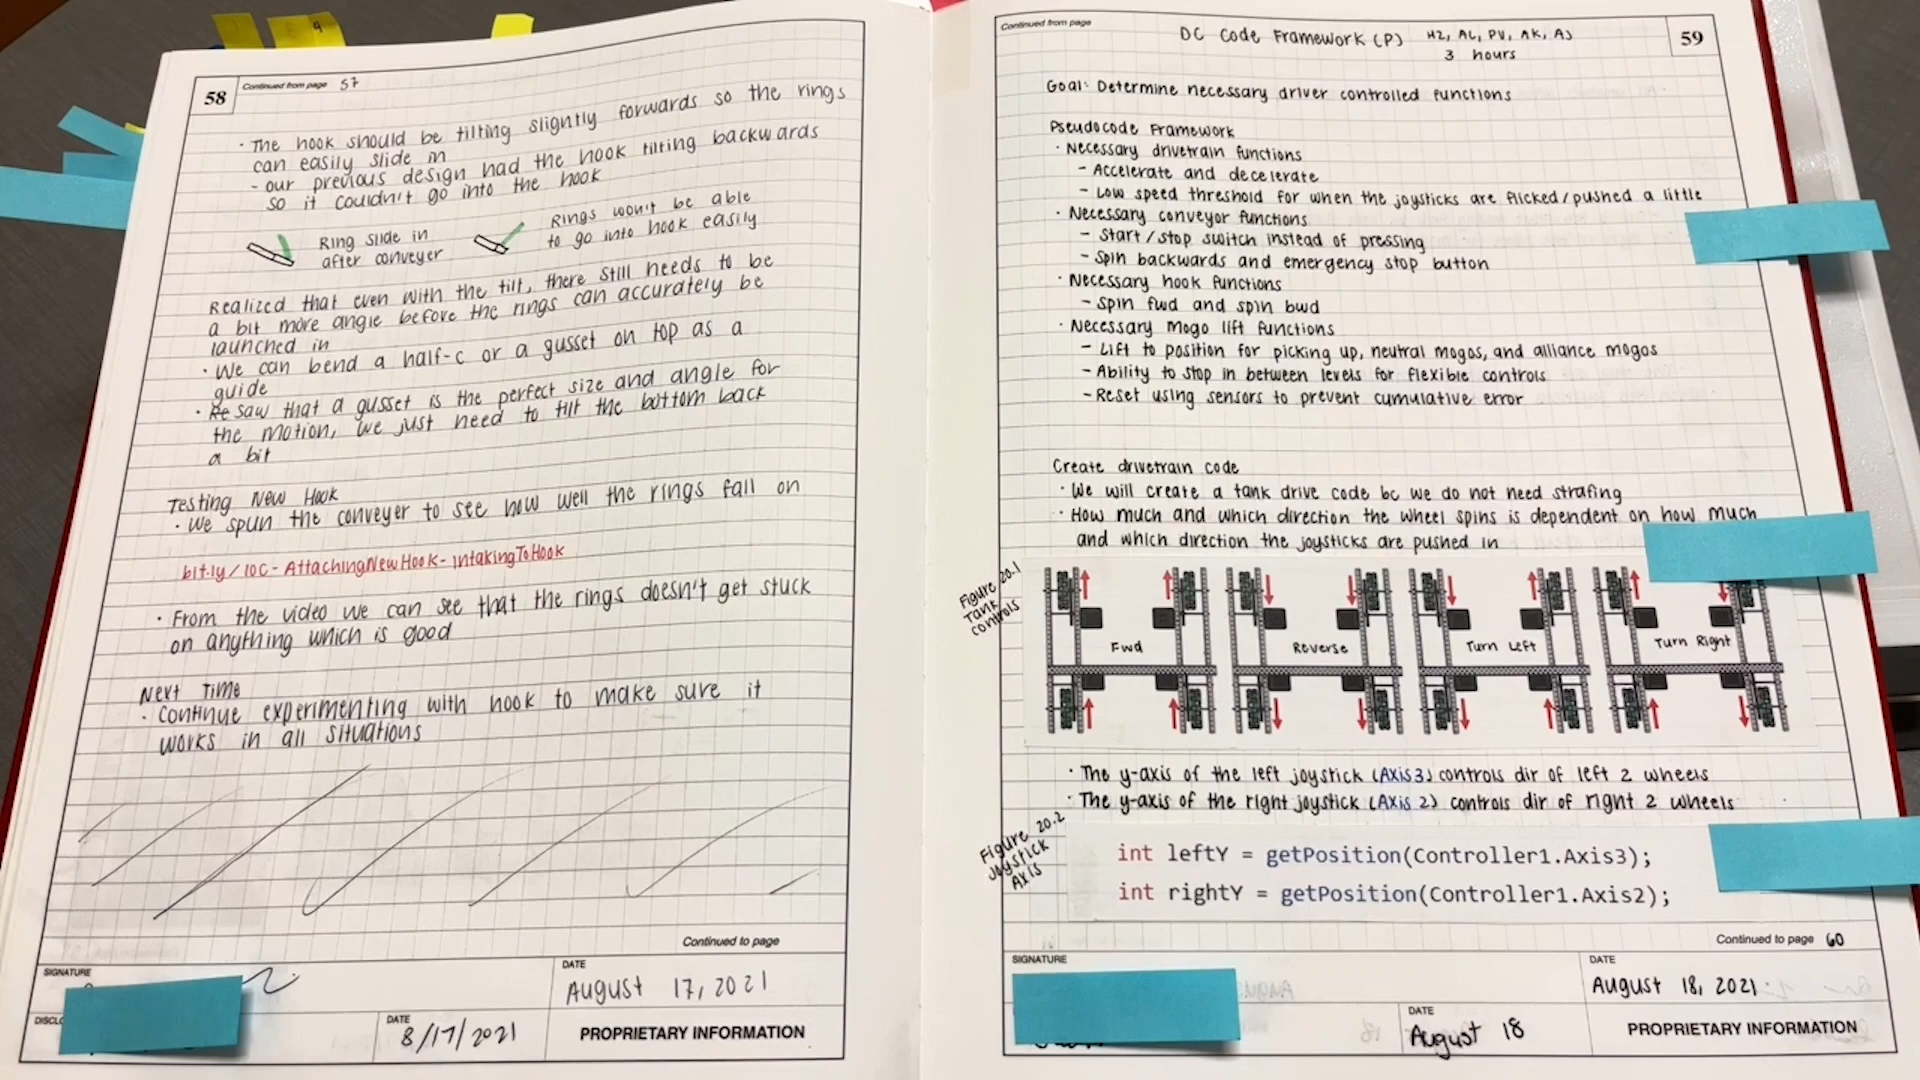 9
58
Continued from page 57
· The hook should be tilting slightly forwards so the rings
can easily slide in
- our previous design had the hook tilting backwards
so it couldn't go into the hook
Ring slide in
after conveyer
Rings won't be able
to go into hook easily
Realized that even with the tilt, there still needs to be
a bit more angle before the rings can accurately be
launched in
· We can bend a half-c or a gusset on top as a
guide
· We saw that a gusset is the perfect size and angle for
the motion, we just need to tilt the bottom back
a bit
Testing New Hook
· We spun the conveyer to see how well the rings fall on
bit.ly/10C-AttachingNewHook-IntakingToHook
· From the video we can see that the rings doesn't get stuck
on anything which is good
Next Time
· Continue experimenting with hook to make sure it
works in all situations
Continued to page
SIGNATURE
DATE
August 17, 2021
DATE
8/17/2021
PROPRIETARY INFORMATION
Continued from page
DC Code Framework (P) HZ, AL, PV, AK, AJ
3 hours
59
Goal: Determine necessary driver controlled functions
Pseudocode Framework
· Necessary drivetrain functions
- Accelerate and decelerate
- Low speed threshold for when the joysticks are flicked/pushed a little
· Necessary conveyor functions
- Start/stop switch instead of pressing
- Spin backwards and emergency stop button
· Necessary hook functions
- Spin fwd and spin bwd
· Necessary mogo lift functions
- Lift to position for picking up, neutral mogos, and alliance mogos
- Ability to stop in between levels for flexible controls
- Reset using sensors to prevent cumulative error
Create drivetrain code
· We will create a tank drive code bc we do not need strafing
· How much and which direction the wheel spins is dependent on how much
and which direction the joysticks are pushed in
Figure 20.1
Tank
controls
Fwd
Reverse
Turn Left
Turn Right
· The y-axis of the left joystick (Axis3) controls dir of left 2 wheels
· The y-axis of the right joystick (Axis 2) controls dir of right 2 wheels
Figure 20.2
Joystick
Axis
int leftY = getPosition(Controller1.Axis3);
int rightY = getPosition(Controller1.Axis2);
Continued to page 60
SIGNATURE
DATE
August 18, 2021
DATE
August 18
PROPRIETARY INFORMATION